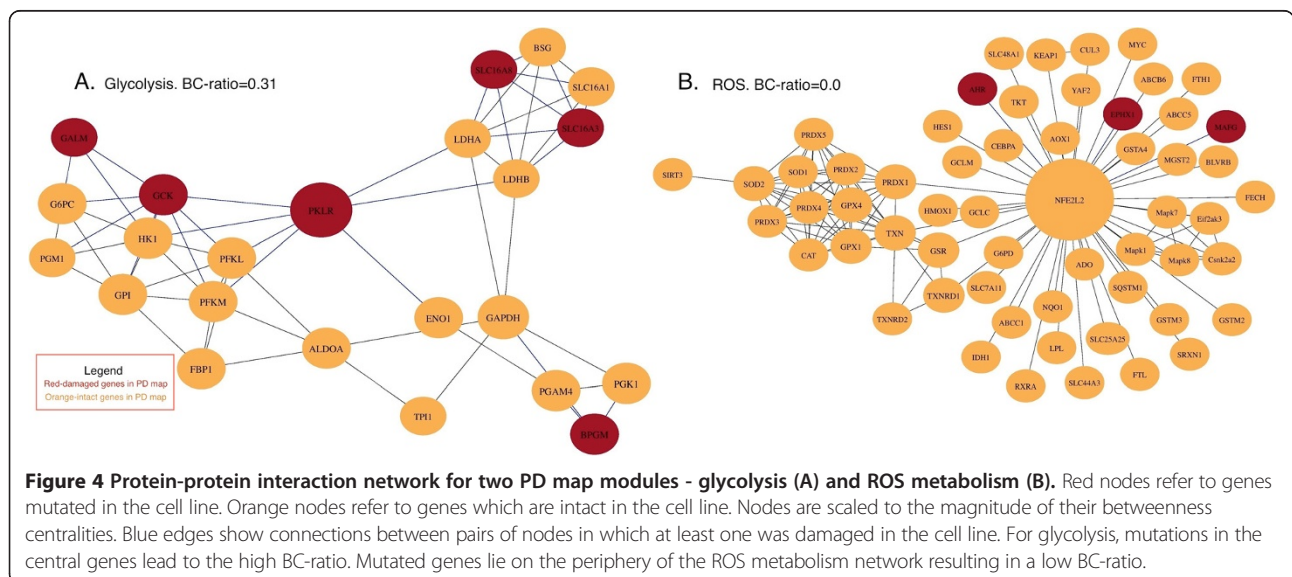 A. Glycolysis. BC-ratio=0.31
BSG
SLC16A8
SLC16A1
SLC16A3
LDHA
LDHB
GALM
GCK
PKLR
G6PC
HK1
PGM1
PFKL
GPI
PFKM
ENO1
GAPDH
ALDOA
FBP1
PGAM4
PGK1
TPI1
BPGM
Legend
Red-damaged genes in PD map
Orange-intact genes in PD map
B. ROS. BC-ratio=0.0
SLC48A1
KEAP1
CUL3
MYC
AHR
TKT
YAF2
ABCB6
FTH1
EPHX1
ABCC5
MAFG
HES1
CEBPA
AOX1
GSTA4
MGST2
BLVRB
GCLM
PRDX5
SIRT3
SOD2
SOD1
PRDX2
PRDX1
PRDX4
GPX4
PRDX3
CAT
GPX1
TXN
HMOX1
GCLC
NFE2L2
FECH
Mapk7
Eif2ak3
Mapk1
Mapk8
Csnk2a2
GSR
G6PD
ADO
TXNRD1
SLC7A11
SQSTM1
TXNRD2
ABCC1
NQO1
GSTM3
GSTM2
IDH1
LPL
SLC25A25
SRXN1
RXRA
SLC44A3
FTL
Figure 4 Protein-protein interaction network for two PD map modules - glycolysis (A) and ROS metabolism (B). Red nodes refer to genes
mutated in the cell line. Orange nodes refer to genes which are intact in the cell line. Nodes are scaled to the magnitude of their betweenness
centralities. Blue edges show connections between pairs of nodes in which at least one was damaged in the cell line. For glycolysis, mutations in the
central genes lead to the high BC-ratio. Mutated genes lie on the periphery of the ROS metabolism network resulting in a low BC-ratio.